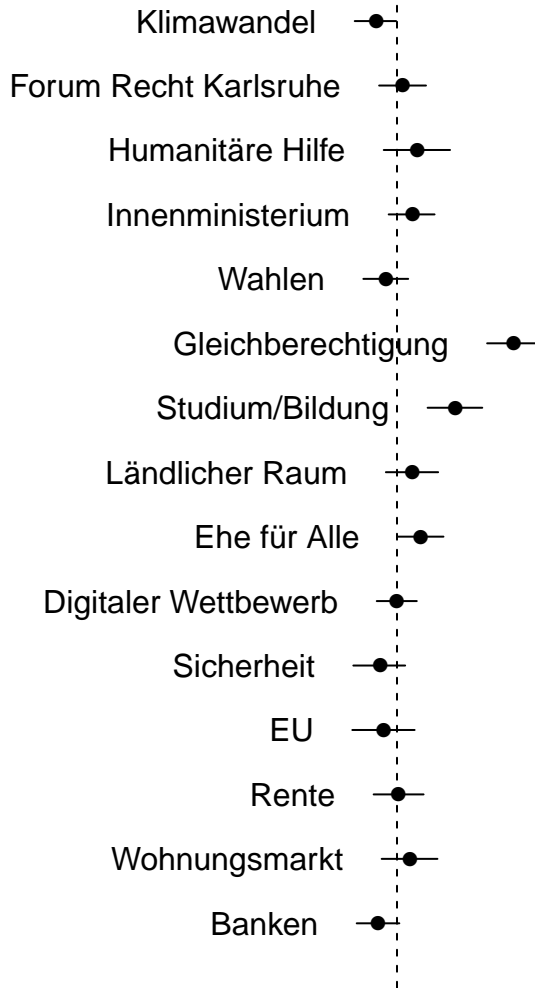 Klimawandel
Forum Recht Karlsruhe
Humanitäre Hilfe
Innenministerium
Wahlen
Gleichberechtigung
Studium/Bildung
Ländlicher Raum
Ehe für Alle
Digitaler Wettbewerb
Sicherheit
EU
Rente
Wohnungsmarkt
Banken